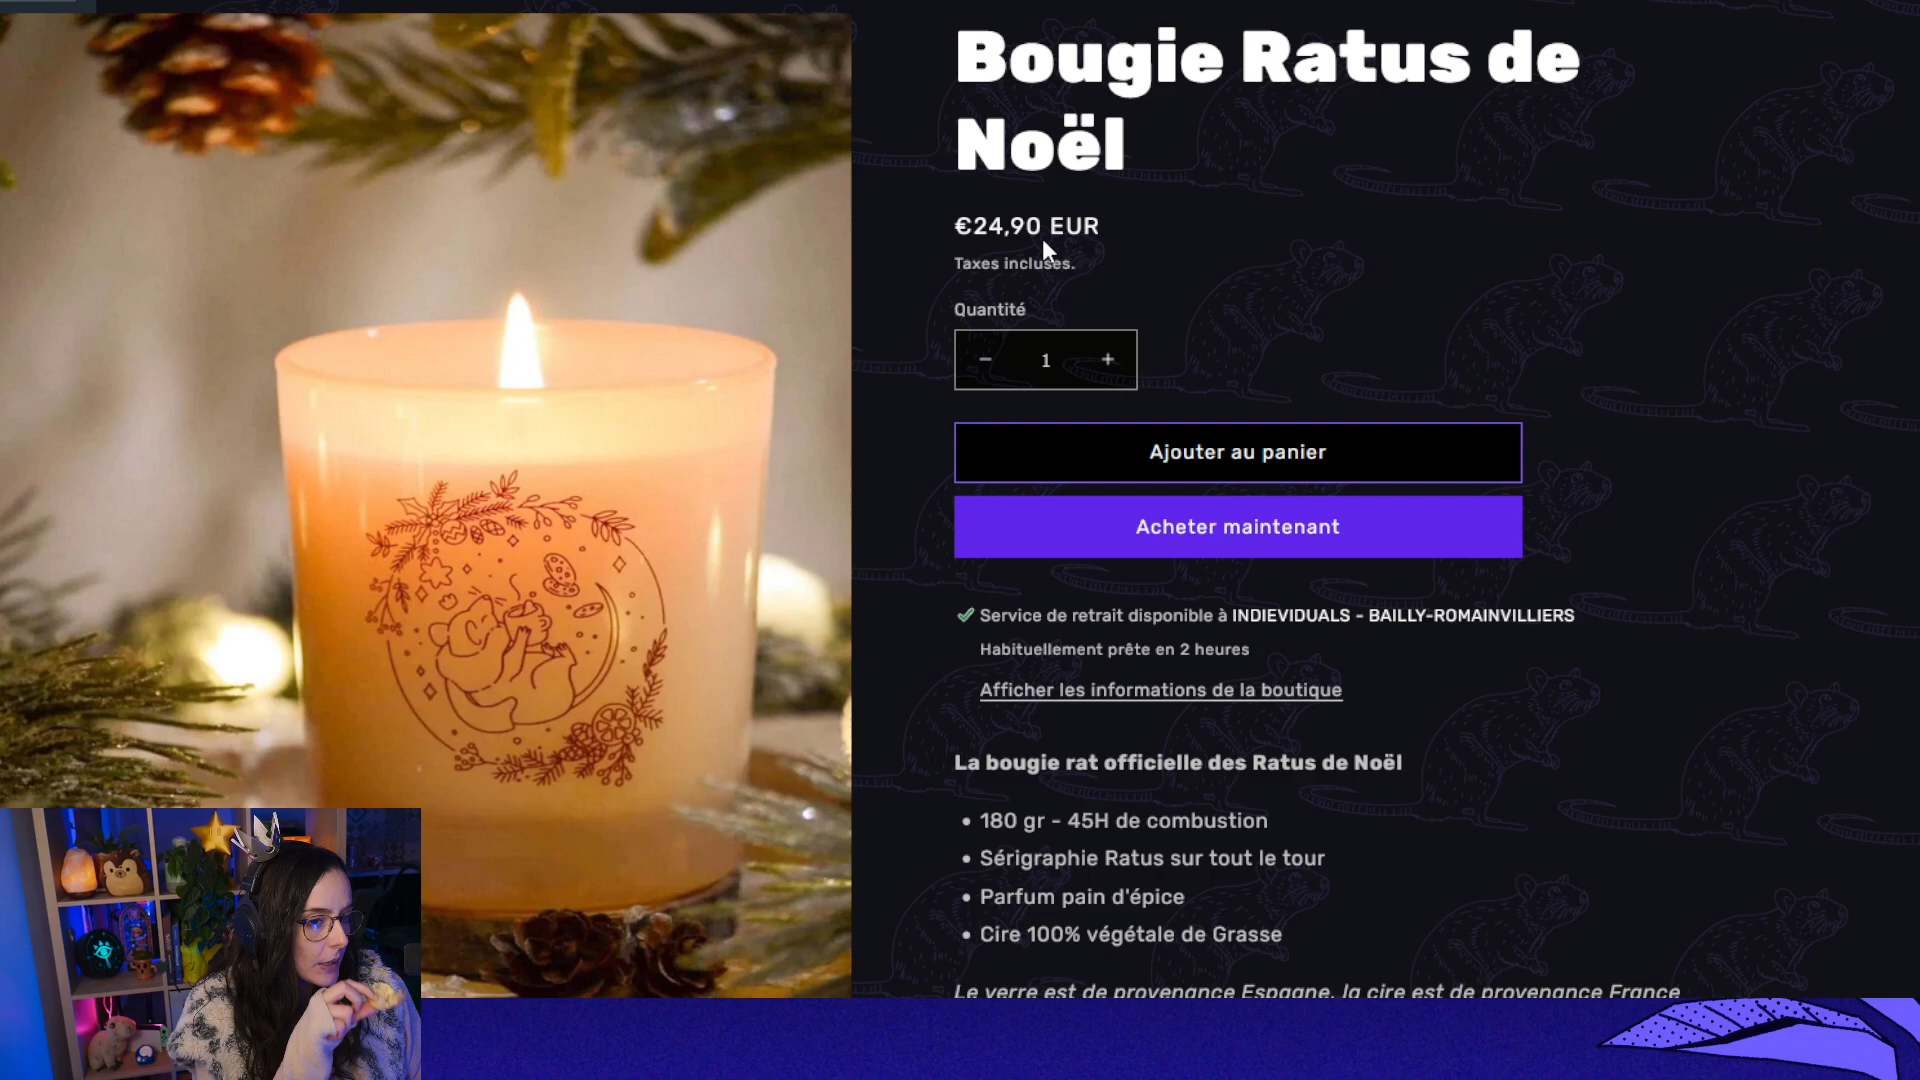 Bougie Ratus de
Noël
€24,90 EUR
Taxes incluses.
Quantité
− 1 +
Ajouter au panier
Acheter maintenant
Service de retrait disponible à INDIEVIDUALS - BAILLY-ROMAINVILLIERS
Habituellement prête en 2 heures
Afficher les informations de la boutique
La bougie rat officielle des Ratus de Noël
• 180 gr - 45H de combustion
• Sérigraphie Ratus sur tout le tour
• Parfum pain d'épice
• Cire 100% végétale de Grasse
Le verre est de provenance Espagne, la cire est de provenance France